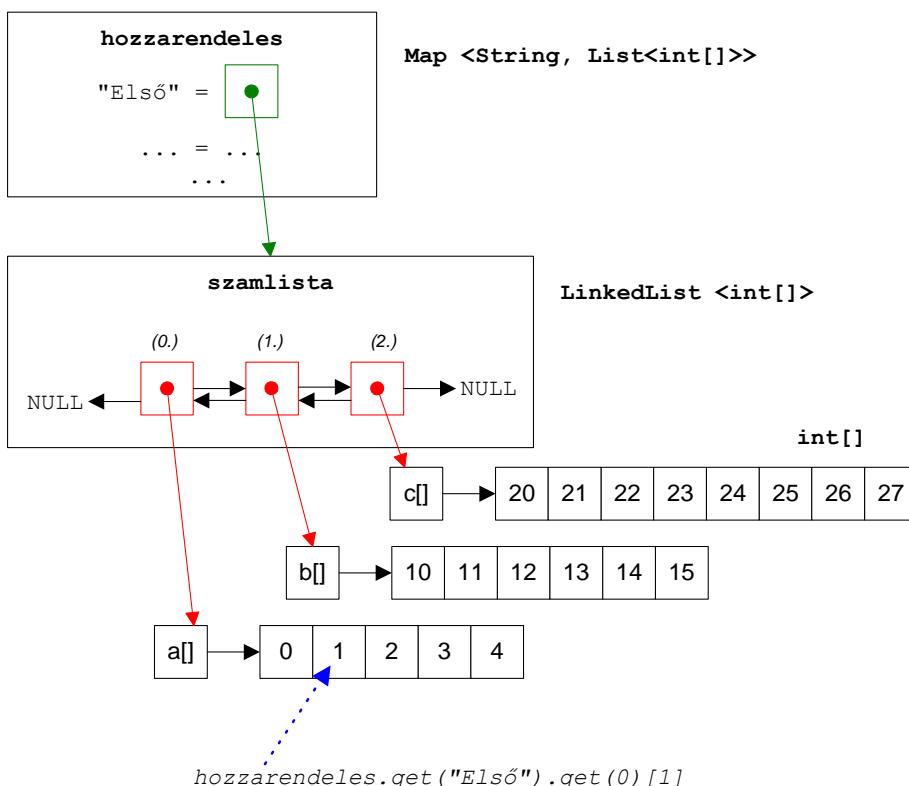 hozzarendeles
Map <String, List<int[]>>
"Első" =
... = ...
...
szamlista
LinkedList <int[]>
(0.) (1.) (2.)
NULL NULL
int[]
c[] 20 21 22 23 24 25 26 27
b[] 10 11 12 13 14 15
a[] 0 1 2 3 4
hozzarendeles.get("Első").get(0)[1]